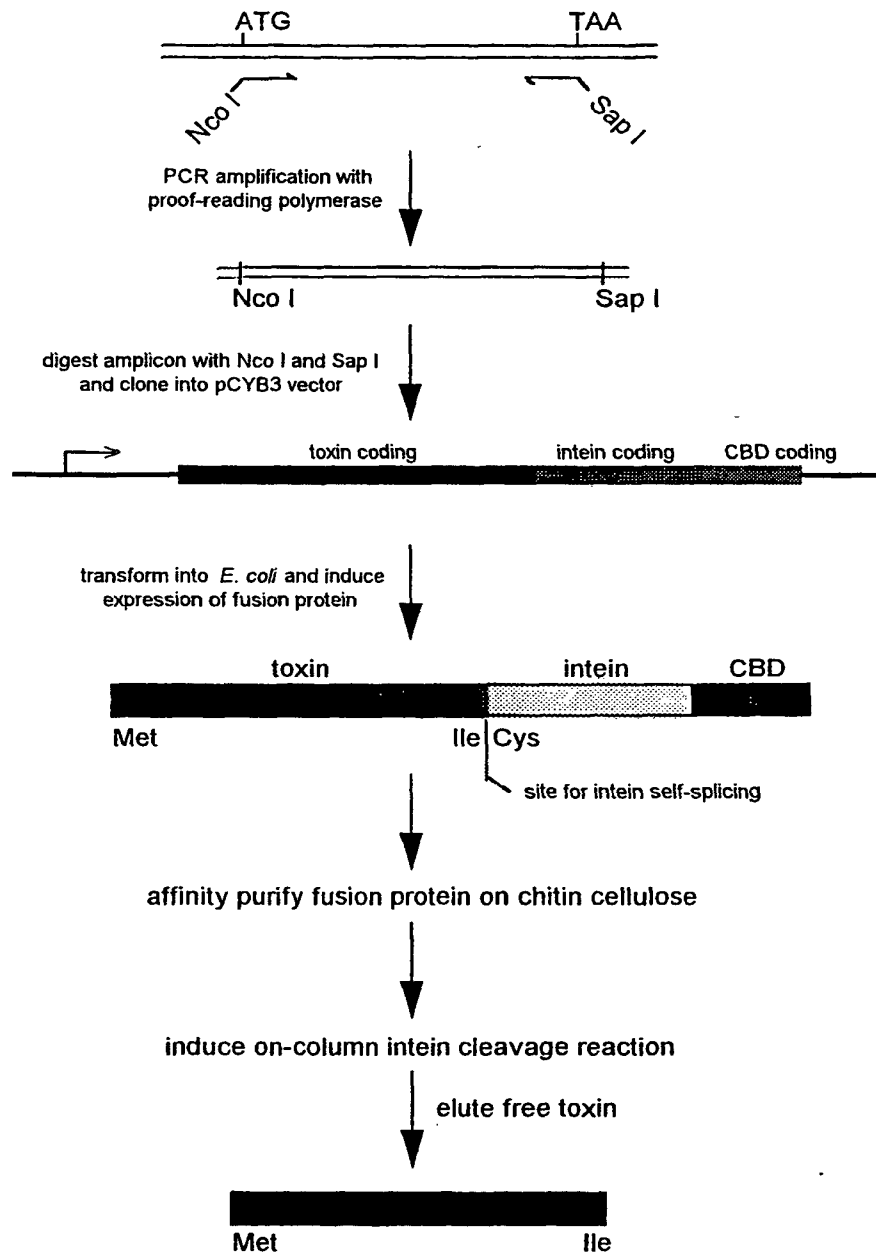 ATG TAA
Nco I Sap I
PCR amplification with
proof-reading polymerase
Nco I Sap I
digest amplicon with Nco I and Sap I
and clone into pCYB3 vector
toxin coding intein coding CBD coding
transform into E. coli and induce
expression of fusion protein
toxin intein CBD
Met Ile Cys
site for intein self-splicing
affinity purify fusion protein on chitin cellulose
induce on-column intein cleavage reaction
elute free toxin
Met Ile